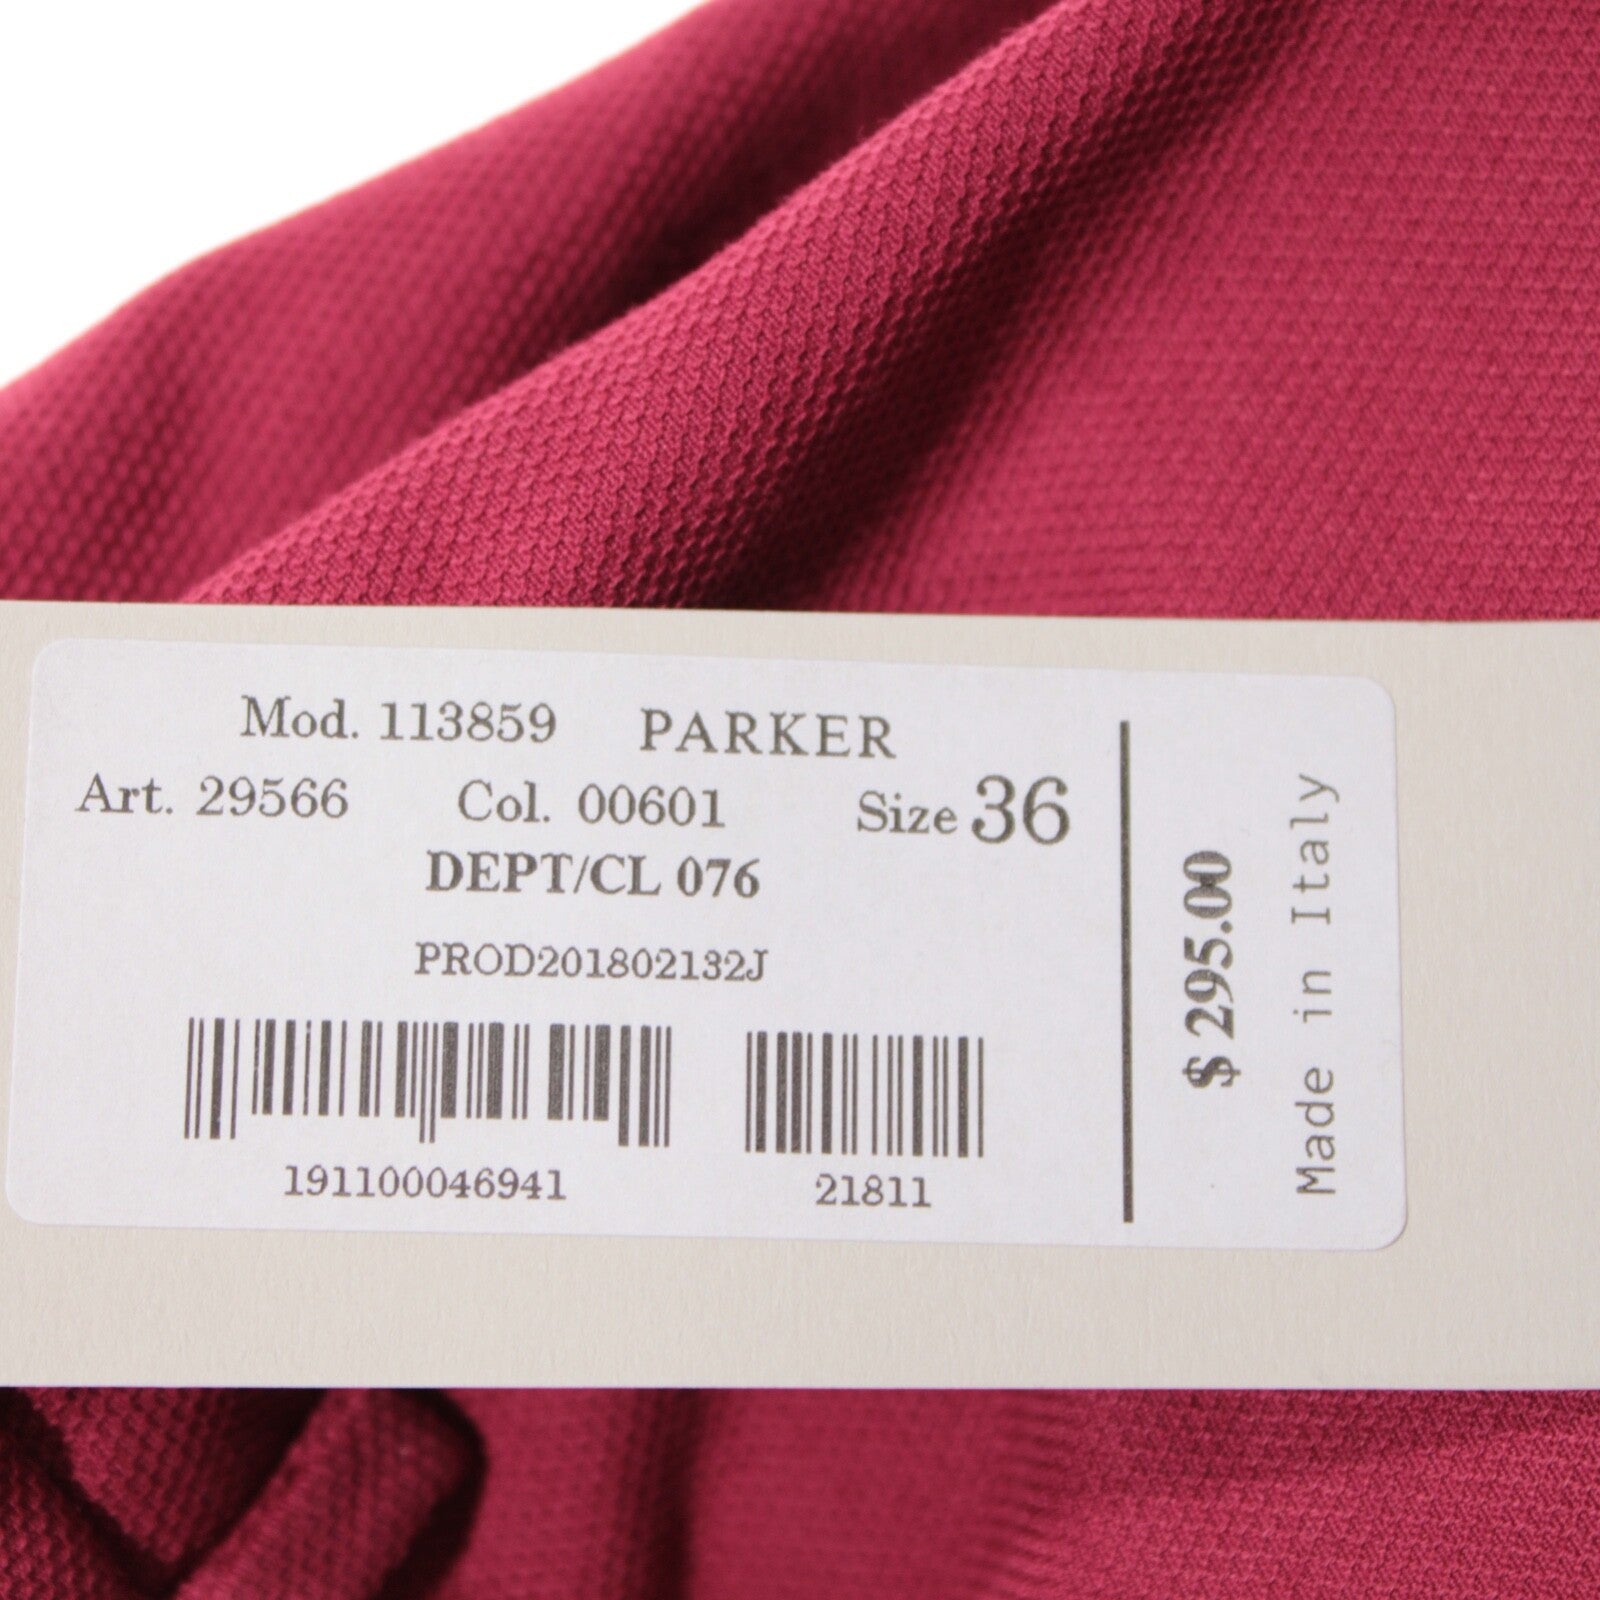 Mod. 113859 PARKER
Art. 29566 Col. 00601 Size 36
DEPT/CL 076
PROD201802132J
191100046941 21811
$ 295.00
Made in Italy